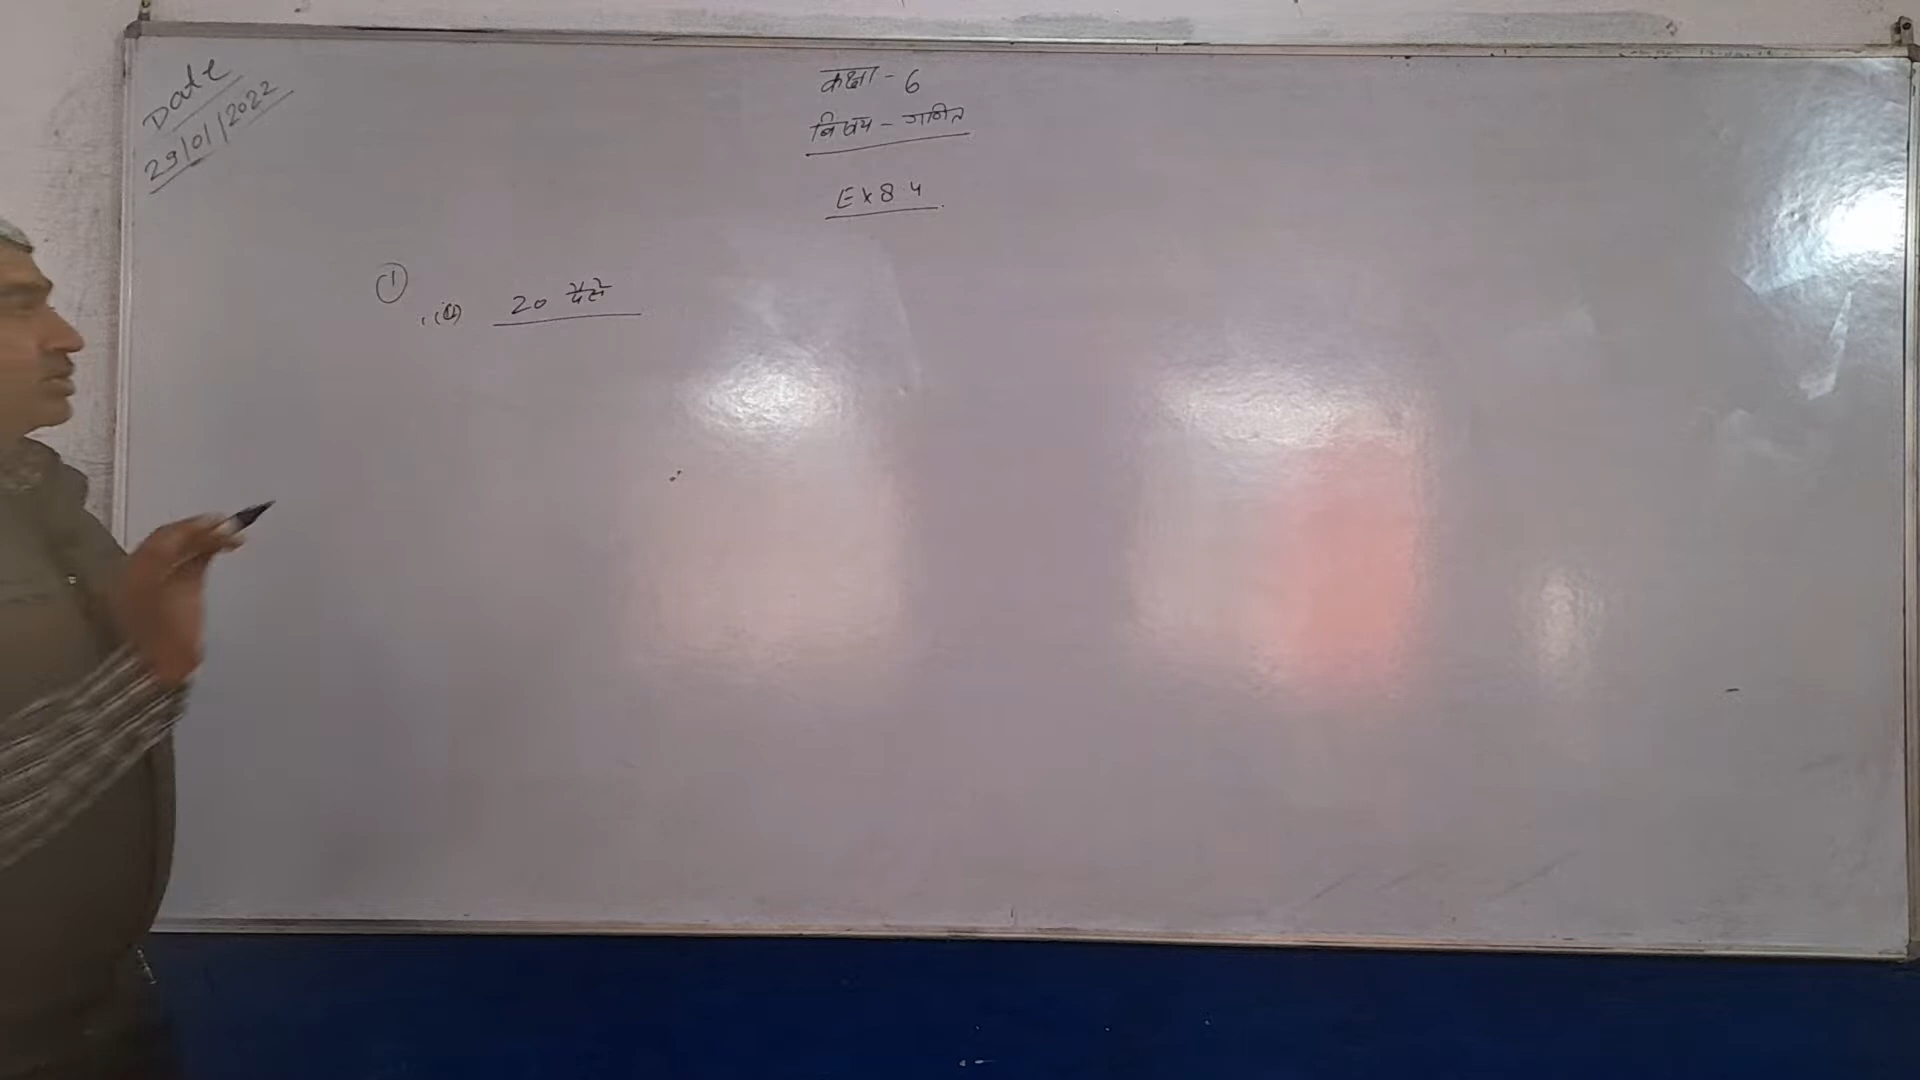 Date
29/01/2022
कक्षा - 6
विषय - गणित
Ex 8.4
①
20 पैसे